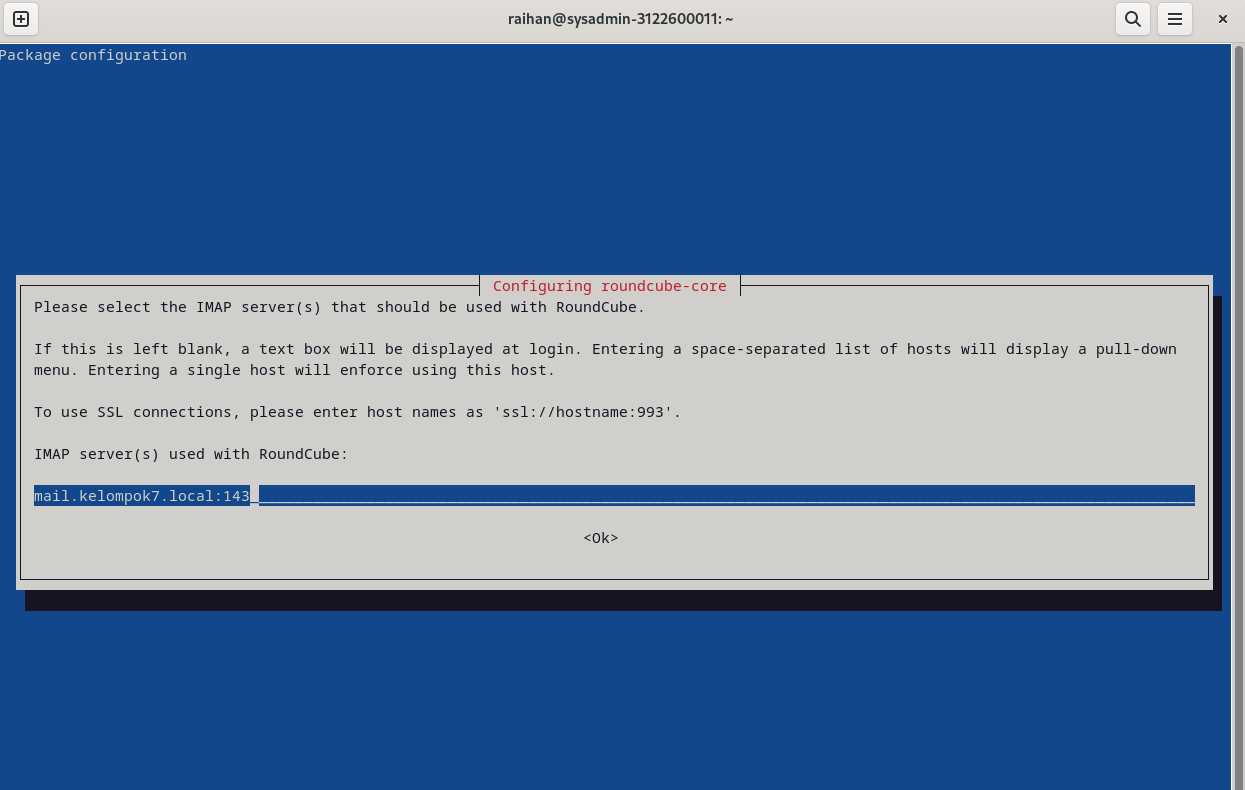 raihan@sysadmin-3122600011: ~
Package configuration
Configuring roundcube-core
Please select the IMAP server(s) that should be used with RoundCube.
If this is left blank, a text box will be displayed at login. Entering a space-separated list of hosts will display a pull-down
menu. Entering a single host will enforce using this host.
To use SSL connections, please enter host names as 'ssl://hostname:993'.
IMAP server(s) used with RoundCube:
mail.kelompok7.local:143
<Ok>